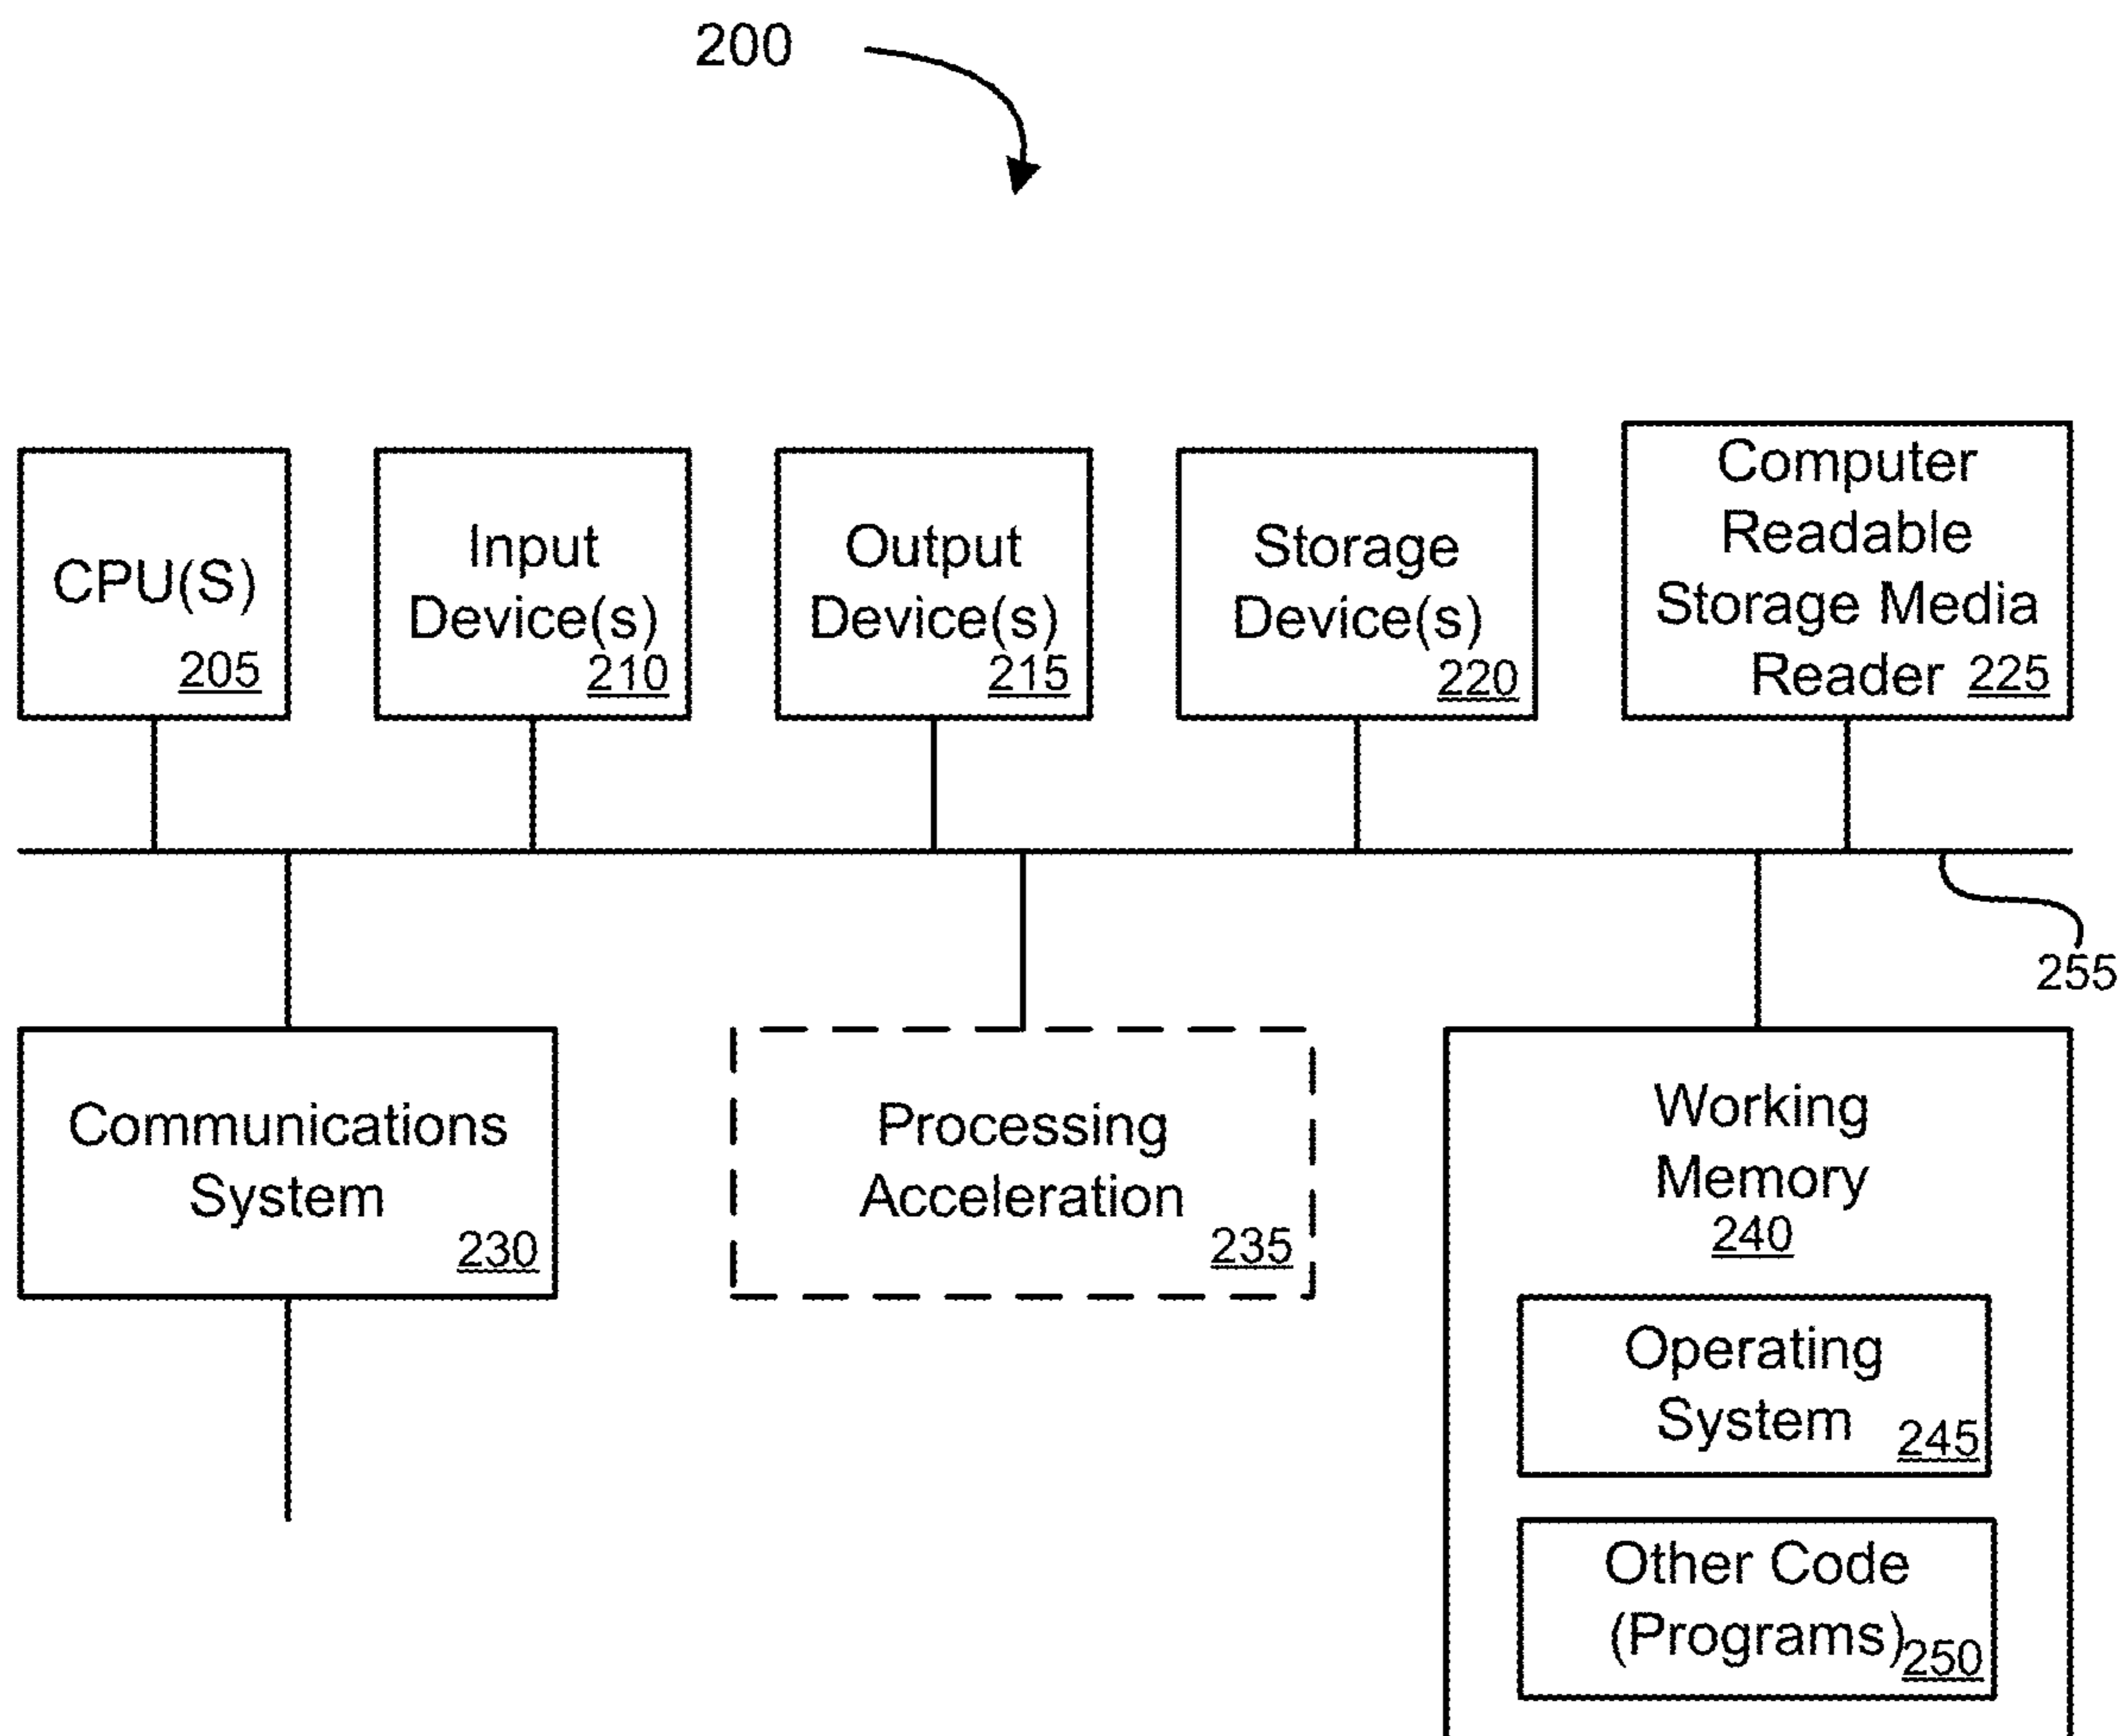 200
CPU(S)
205
Input
Device(s)
210
Output
Device(s)
215
Storage
Device(s)
220
Computer
Readable
Storage Media
Reader 225
255
Communications
System
230
Processing
Acceleration
235
Working
Memory
240
Operating
System
245
Other Code
(Programs)
250